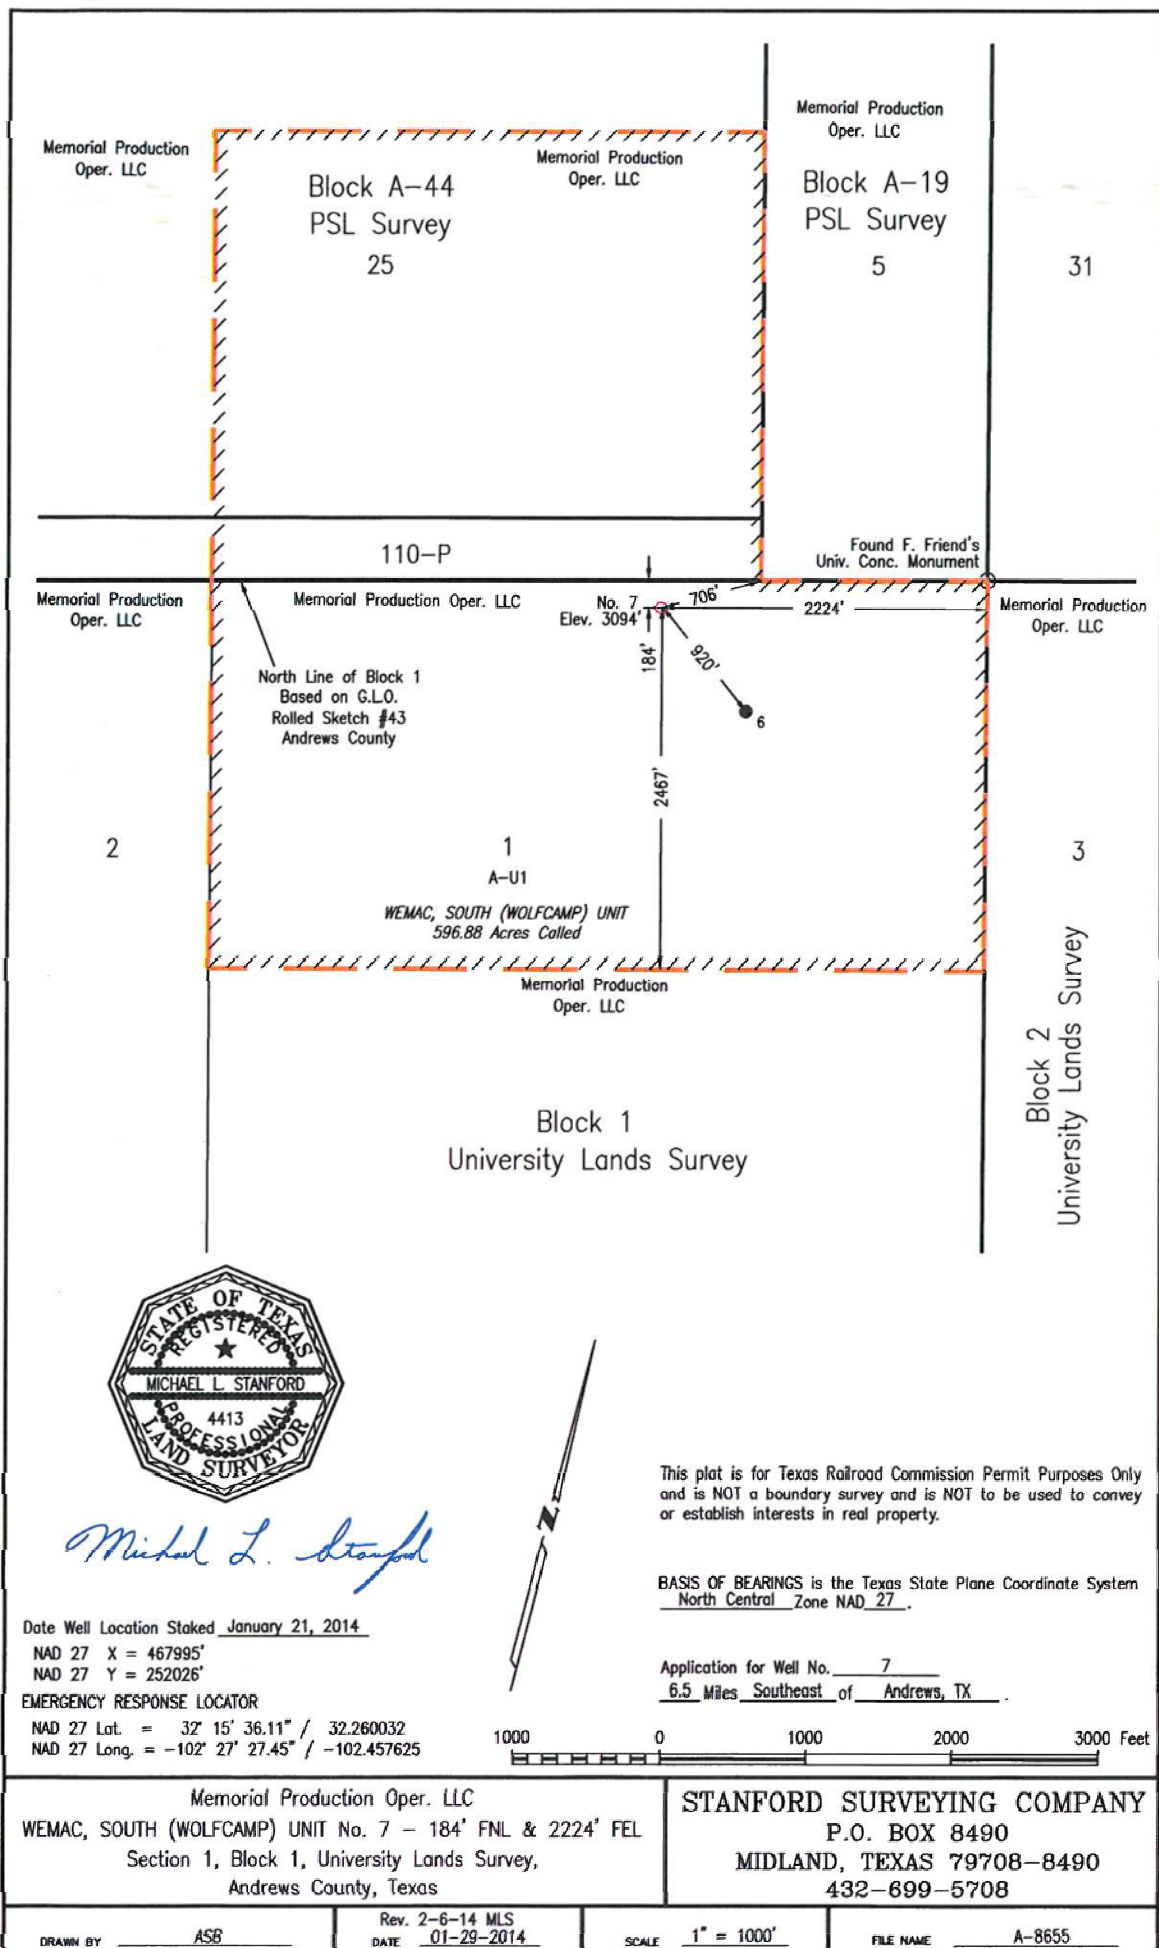 Memorial Production
Oper. LLC
Memorial Production
Oper. LLC
Memorial Production
Oper. LLC
Block A-44
PSL Survey
25
Block A-19
PSL Survey
5
31
110-P
Found F. Friend's
Univ. Conc. Monument
Memorial Production
Oper. LLC
Memorial Production Oper. LLC
No. 7
Elev. 3094'
706'
2224'
Memorial Production
Oper. LLC
184'
920'
6
North Line of Block 1
Based on G.L.O.
Rolled Sketch #43
Andrews County
2467'
2
1
A-U1
3
WEMAC, SOUTH (WOLFCAMP) UNIT
596.88 Acres Called
Memorial Production
Oper. LLC
Block 2
University Lands Survey
Block 1
University Lands Survey
STATE OF TEXAS
REGISTERED
MICHAEL L. STANFORD
4413
PROFESSIONAL
LAND SURVEYOR
Michael L. Stanford
N
This plat is for Texas Railroad Commission Permit Purposes Only
and is NOT a boundary survey and is NOT to be used to convey
or establish interests in real property.
BASIS OF BEARINGS is the Texas State Plane Coordinate System
North Central Zone NAD 27.
Date Well Location Staked January 21, 2014
NAD 27 X = 467995'
NAD 27 Y = 252026'
EMERGENCY RESPONSE LOCATOR
NAD 27 Lat. = 32° 15' 36.11" / 32.260032
NAD 27 Long. = -102° 27' 27.45" / -102.457625
Application for Well No. 7
6.5 Miles Southeast of Andrews, TX.
1000 0 1000 2000 3000 Feet
Memorial Production Oper. LLC
WEMAC, SOUTH (WOLFCAMP) UNIT No. 7 - 184' FNL & 2224' FEL
Section 1, Block 1, University Lands Survey,
Andrews County, Texas
STANFORD SURVEYING COMPANY
P.O. BOX 8490
MIDLAND, TEXAS 79708-8490
432-699-5708
DRAWN BY ASB
Rev. 2-6-14 MLS
DATE 01-29-2014
SCALE 1" = 1000'
FILE NAME A-8655